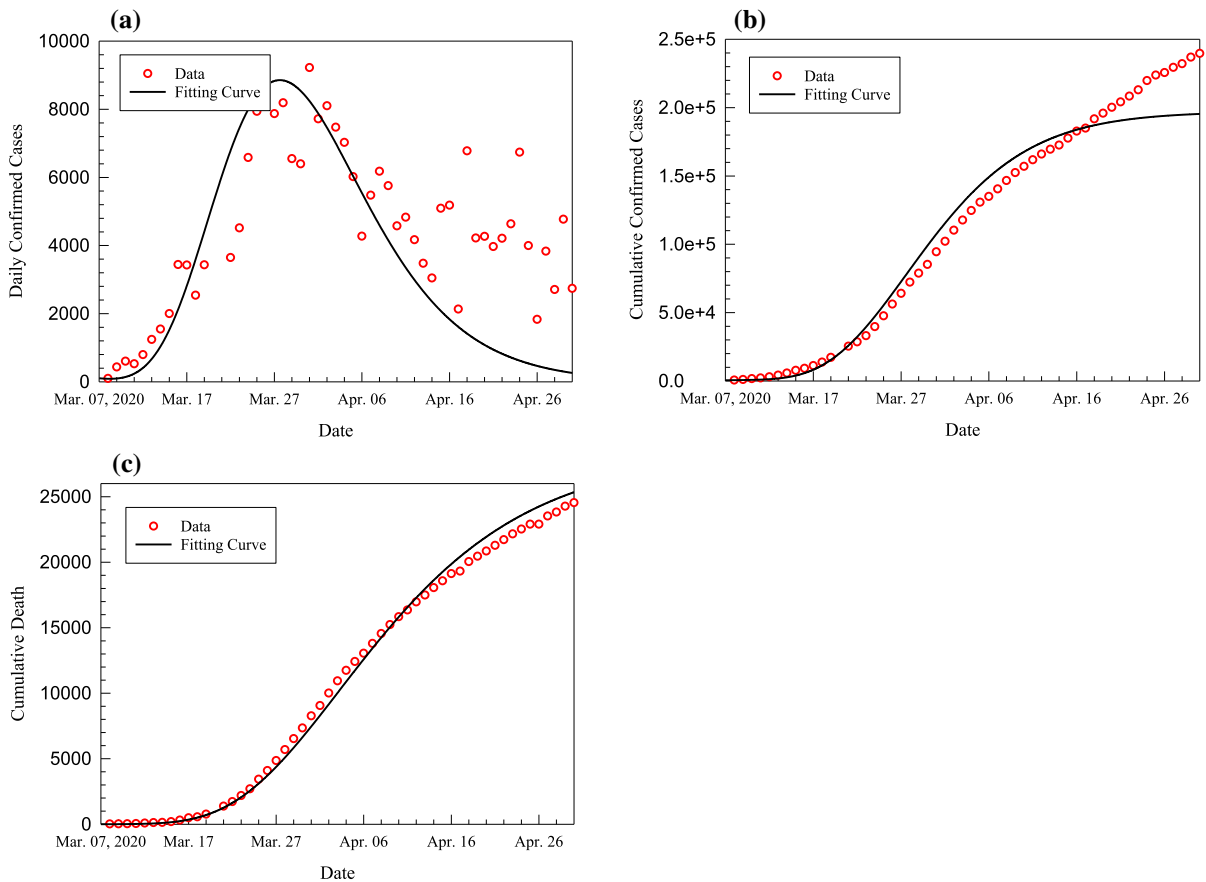 (a)
10000
8000
6000
4000
2000
0
Daily Confirmed Cases
Data
Fitting Curve
Mar. 07, 2020 Mar. 17 Mar. 27 Apr. 06 Apr. 16 Apr. 26
Date
(b)
2.5e+5
2.0e+5
1.5e+5
1.0e+5
5.0e+4
0.0
Cumulative Confirmed Cases
Data
Fitting Curve
Mar. 07, 2020 Mar. 17 Mar. 27 Apr. 06 Apr. 16 Apr. 26
Date
(c)
25000
20000
15000
10000
5000
0
Cumulative Death
Data
Fitting Curve
Mar. 07, 2020 Mar. 17 Mar. 27 Apr. 06 Apr. 16 Apr. 26
Date